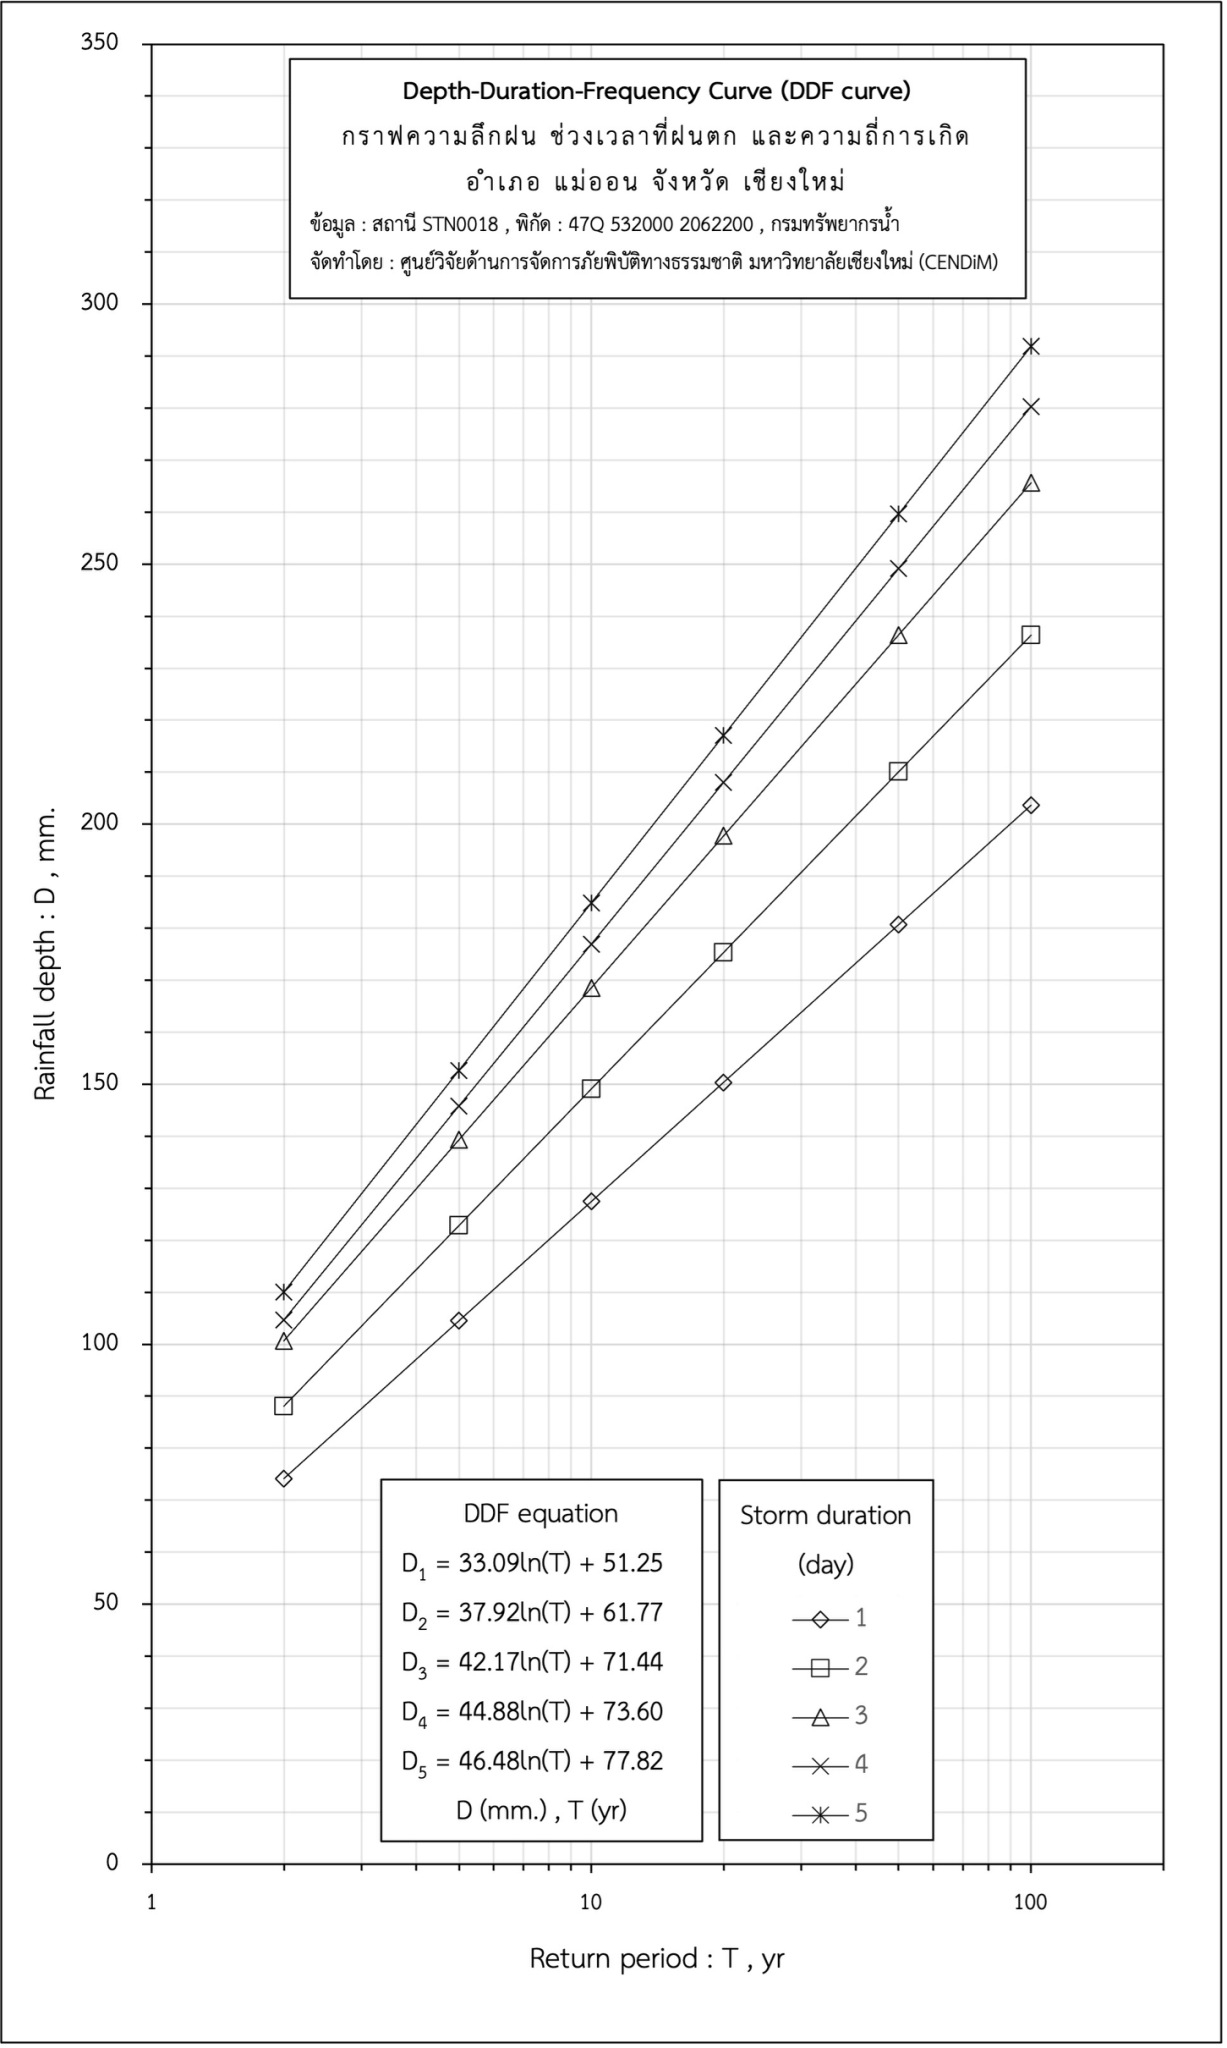 350
Depth-Duration-Frequency Curve (DDF curve)
กราฟความลึกฝน ช่วงเวลาที่ฝนตก และความถี่การเกิด
อำเภอ แม่ออน จังหวัด เชียงใหม่
ข้อมูล : สถานี STN0018 , พิกัด : 47Q 532000 2062200 , กรมทรัพยากรน้ำ
จัดทำโดย : ศูนย์วิจัยด้านการจัดการภัยพิบัติทางธรรมชาติ มหาวิทยาลัยเชียงใหม่ (CENDiM)
300
250
200
150
100
50
0
Rainfall depth : D , mm.
DDF equation
D₁ = 33.09ln(T) + 51.25
D₂ = 37.92ln(T) + 61.77
D₃ = 42.17ln(T) + 71.44
D₄ = 44.88ln(T) + 73.60
D₅ = 46.48ln(T) + 77.82
D (mm.) , T (yr)
Storm duration
(day)
1
2
3
4
5
1 10 100
Return period : T , yr